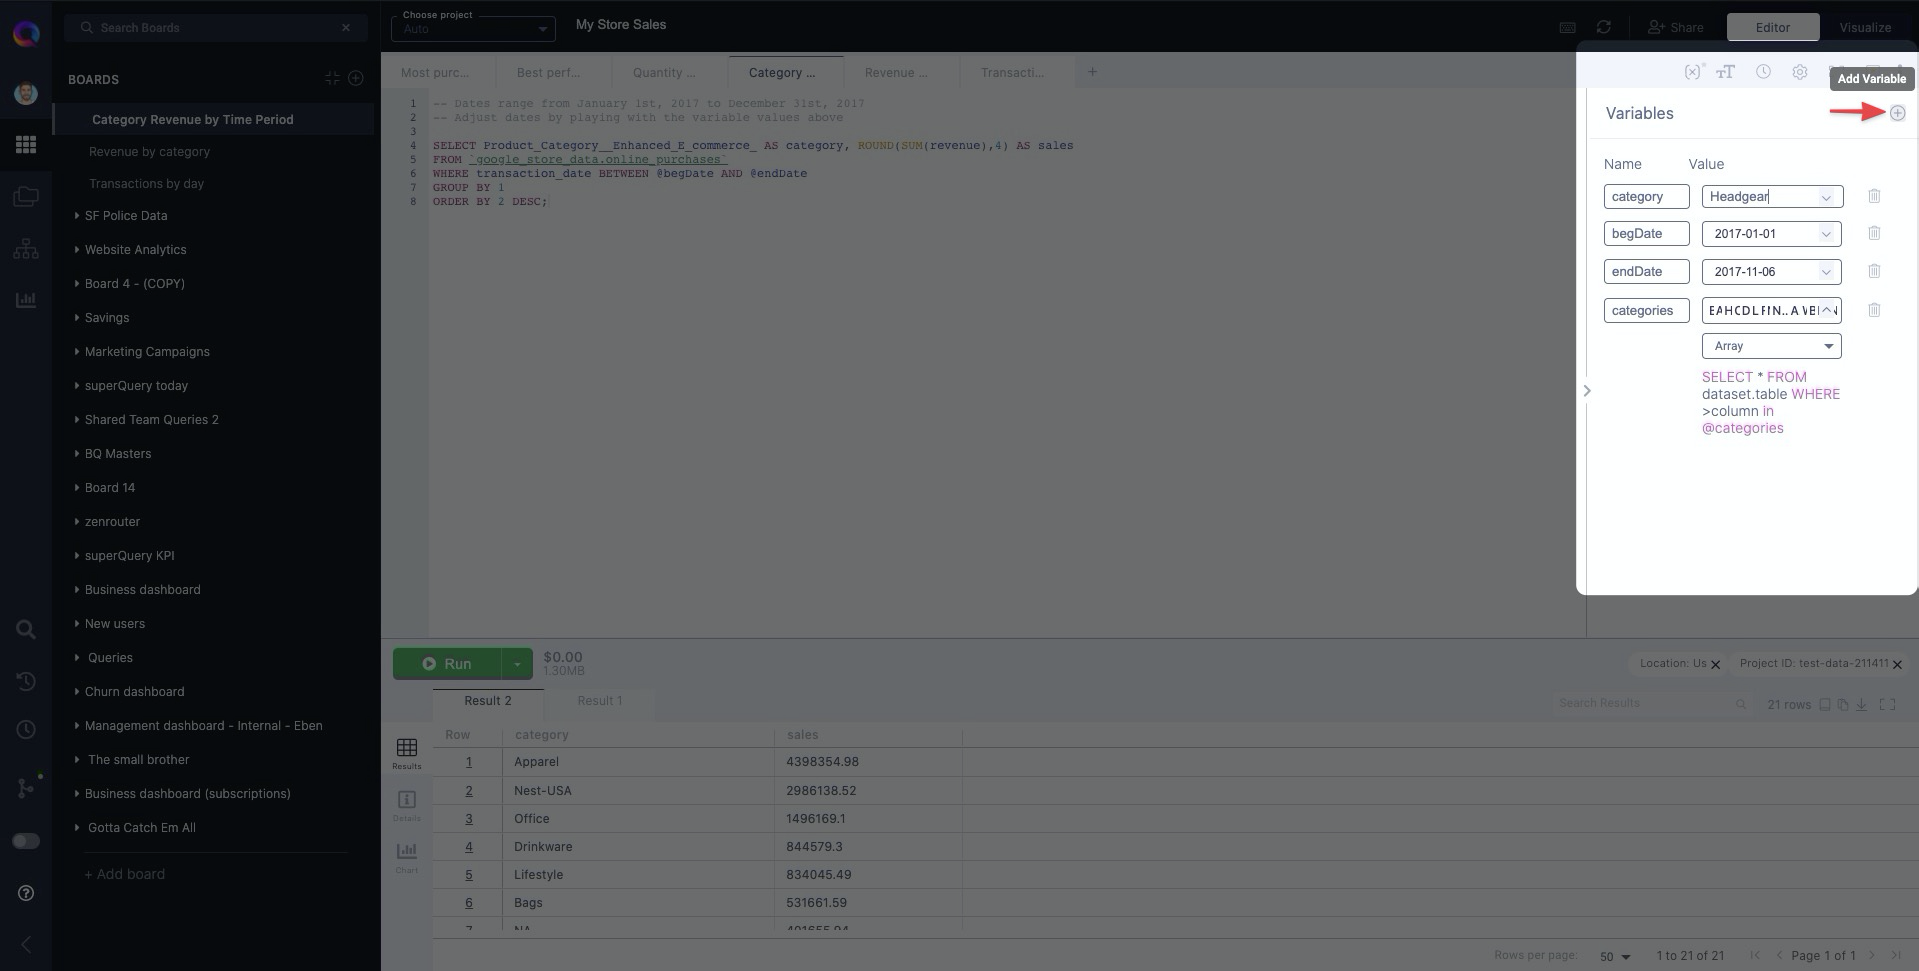 Search Boards
BOARDS
Category Revenue by Time Period
Revenue by category
Transactions by day
SF Police Data
Website Analytics
Board 4 - (COPY)
Savings
Marketing Campaigns
superQuery today
Shared Team Queries 2
BQ Masters
Board 14
zenrouter
superQuery KPI
Business dashboard
New users
Queries
Churn dashboard
Management dashboard - Internal - Eben
The small brother
Business dashboard (subscriptions)
Gotta Catch Em All
+ Add board
Choose project
Auto
My Store Sales
Share
Editor
Visualize
Most purc...
Best perf...
Quantity ...
Category ...
Revenue ...
Transacti...
+
1 -- Dates range from January 1st, 2017 to December 31st, 2017
2 -- Adjust dates by playing with the variable values above
3
4 SELECT Product_Category__Enhanced_E_commerce_ AS category, ROUND(SUM(revenue),4) AS sales
5 FROM `google_store_data.online_purchases`
6 WHERE transaction_date BETWEEN @begDate AND @endDate
7 GROUP BY 1
8 ORDER BY 2 DESC;
Add Variable
Variables
Name Value
category Headgear
begDate 2017-01-01
endDate 2017-11-06
categories
Array
SELECT * FROM
dataset.table WHERE
>column in
@categories
Run
$0.00
1.30MB
Location: Us
Project ID: test-data-211411
Result 2
Result 1
Search Results
21 rows
Results
Details
Chart
Row category sales
1 Apparel 4398354.98
2 Nest-USA 2986138.52
3 Office 1496169.1
4 Drinkware 844579.3
5 Lifestyle 834045.49
6 Bags 531661.59
7 NA 401655.94
Rows per page: 50 1 to 21 of 21 Page 1 of 1